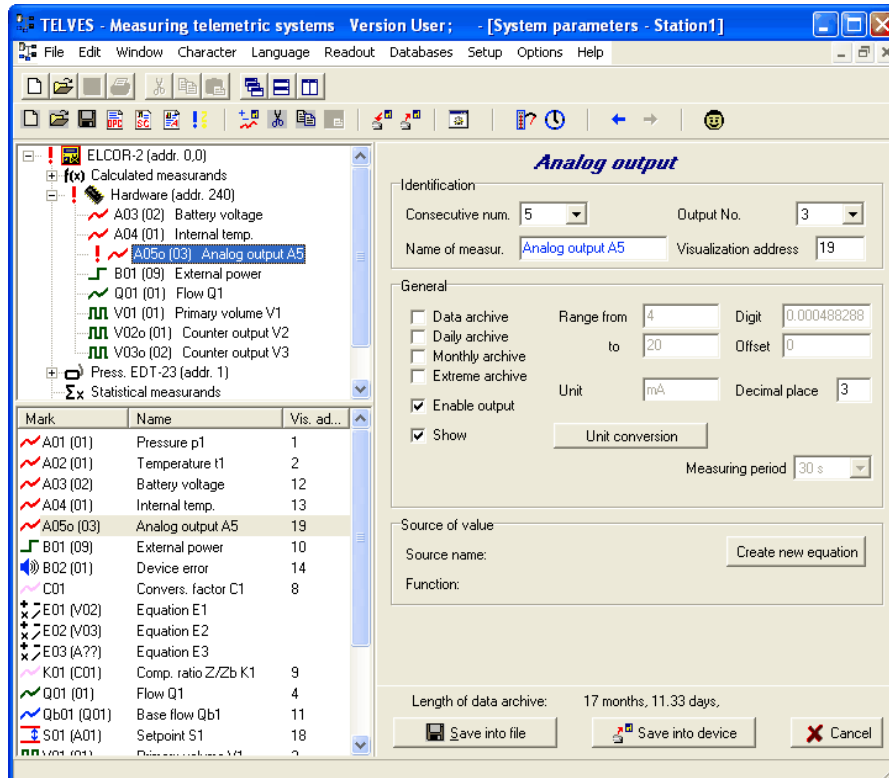 TELVES - Measuring telemetric systems   Version User;   - [System parameters - Station1]
File Edit Window Character Language Readout Databases Setup Options Help
ELCOR-2 (addr. 0,0)
f(x) Calculated measurands
Hardware (addr. 240)
A03 (02) Battery voltage
A04 (01) Internal temp.
A05o (03) Analog output A5
B01 (09) External power
Q01 (01) Flow Q1
V01 (01) Primary volume V1
V02o (01) Counter output V2
V03o (02) Counter output V3
Press. EDT-23 (addr. 1)
Σx Statistical measurands
Mark Name Vis. ad...
A01 (01) Pressure p1 1
A02 (01) Temperature t1 2
A03 (02) Battery voltage 12
A04 (01) Internal temp. 13
A05o (03) Analog output A5 19
B01 (09) External power 10
B02 (01) Device error 14
C01 Convers. factor C1 8
E01 (V02) Equation E1
E02 (V03) Equation E2
E03 (A??) Equation E3
K01 (C01) Comp. ratio Z/Zb K1 9
Q01 (01) Flow Q1 4
Qb01 (Q01) Base flow Qb1 11
S01 (A01) Setpoint S1 18
V01 (01) Primary volume V1
Analog output
Identification
Consecutive num. 5 Output No. 3
Name of measur. Analog output A5 Visualization address 19
General
Data archive Range from 4 Digit 0.000488288
Daily archive
to 20 Offset 0
Monthly archive
Extreme archive
Unit mA Decimal place 3
Enable output
Show Unit conversion
Measuring period 30 s
Source of value
Source name: Create new equation
Function:
Length of data archive: 17 months, 11.33 days,
Save into file Save into device Cancel